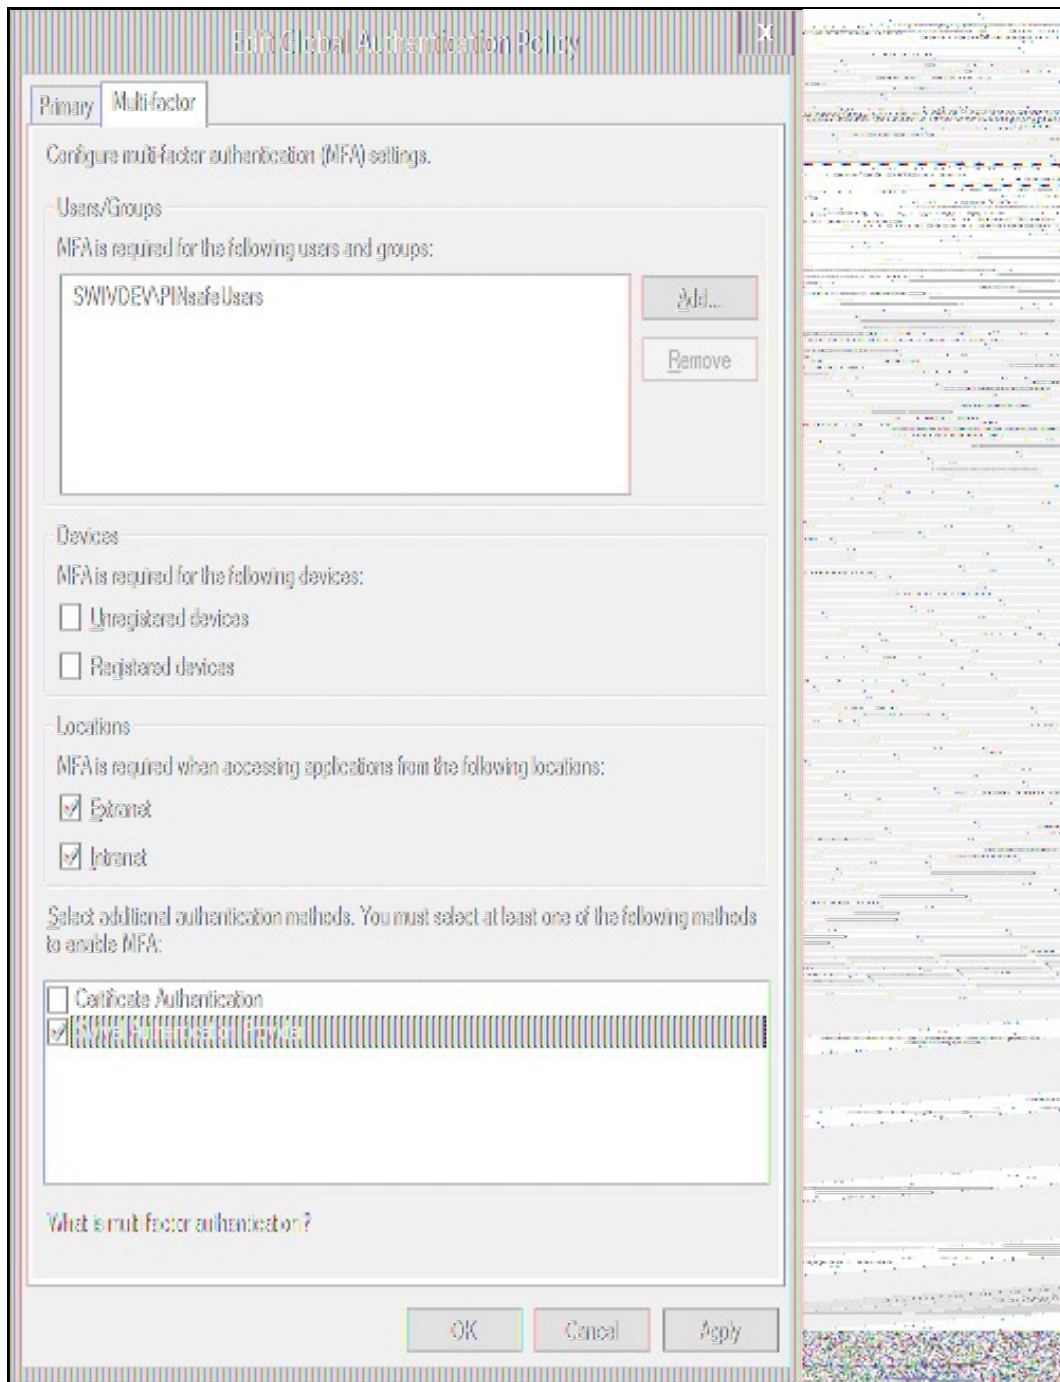 Edit Global Authentication Policy
X
Primary
Multi-factor
Configure multi-factor authentication (MFA) settings.
Users/Groups
MFA is required for the following users and groups:
SWIVDEV\PINsafeUsers
Add...
Remove
Devices
MFA is required for the following devices:
Unregistered devices
Registered devices
Locations
MFA is required when accessing applications from the following locations:
Extranet
Intranet
Select additional authentication methods. You must select at least one of the following methods
to enable MFA:
Certificate Authentication
Swivel Authentication Provider
What is multi-factor authentication?
OK
Cancel
Apply